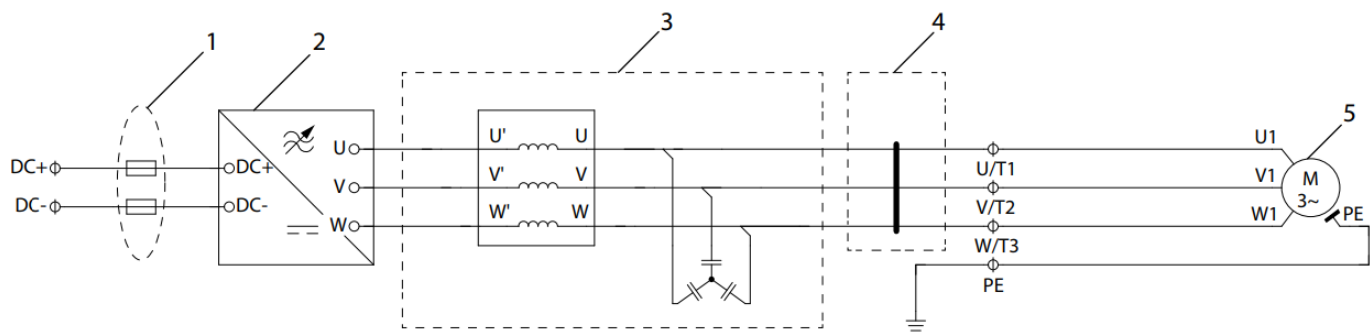 1
2
3
4
5
DC+
DC-
DC+
DC-
U
V
W
U'
U
V'
V
W'
W
U/T1
V/T2
W/T3
PE
U1
V1
W1
M
3~
PE